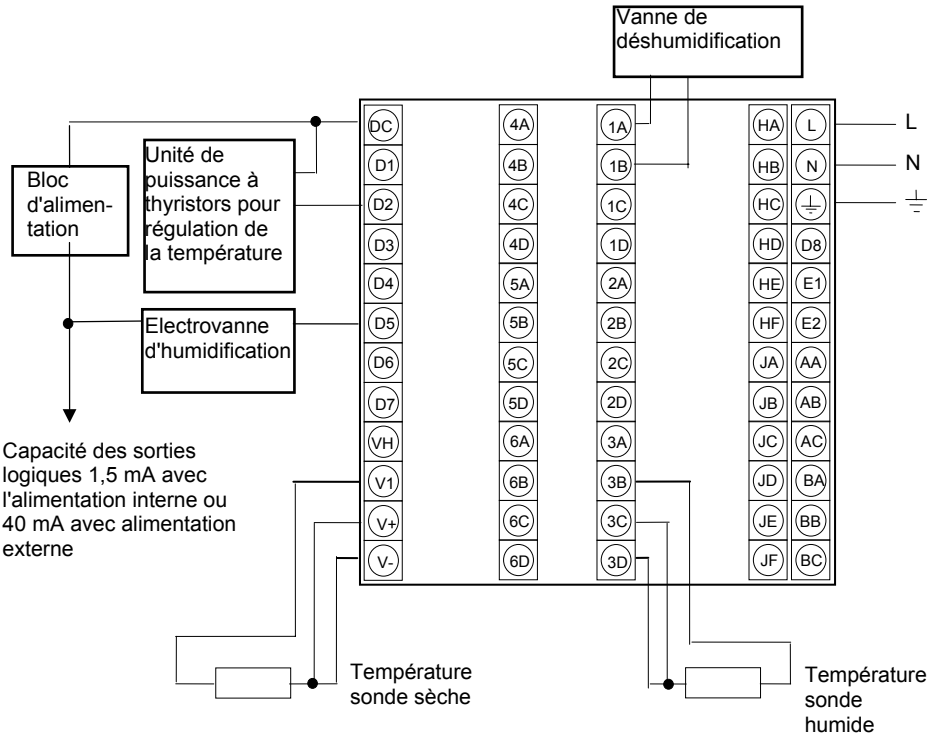 Vanne de
déshumidification
DC 4A 1A HA L L
D1 4B 1B HB N N
D2 4C 1C HC
D3 4D 1D HD D8
D4 5A 2A HE E1
D5 5B 2B HF E2
D6 5C 2C JA AA
D7 5D 2D JB AB
VH 6A 3A JC AC
V1 6B 3B JD BA
V+ 6C 3C JE BB
V- 6D 3D JF BC
Bloc
d'alimen-
tation
Unité de
puissance à
thyristors pour
régulation de
la température
Electrovanne
d'humidification
Capacité des sorties
logiques 1,5 mA avec
l'alimentation interne ou
40 mA avec alimentation
externe
Température
sonde sèche
Température
sonde
humide